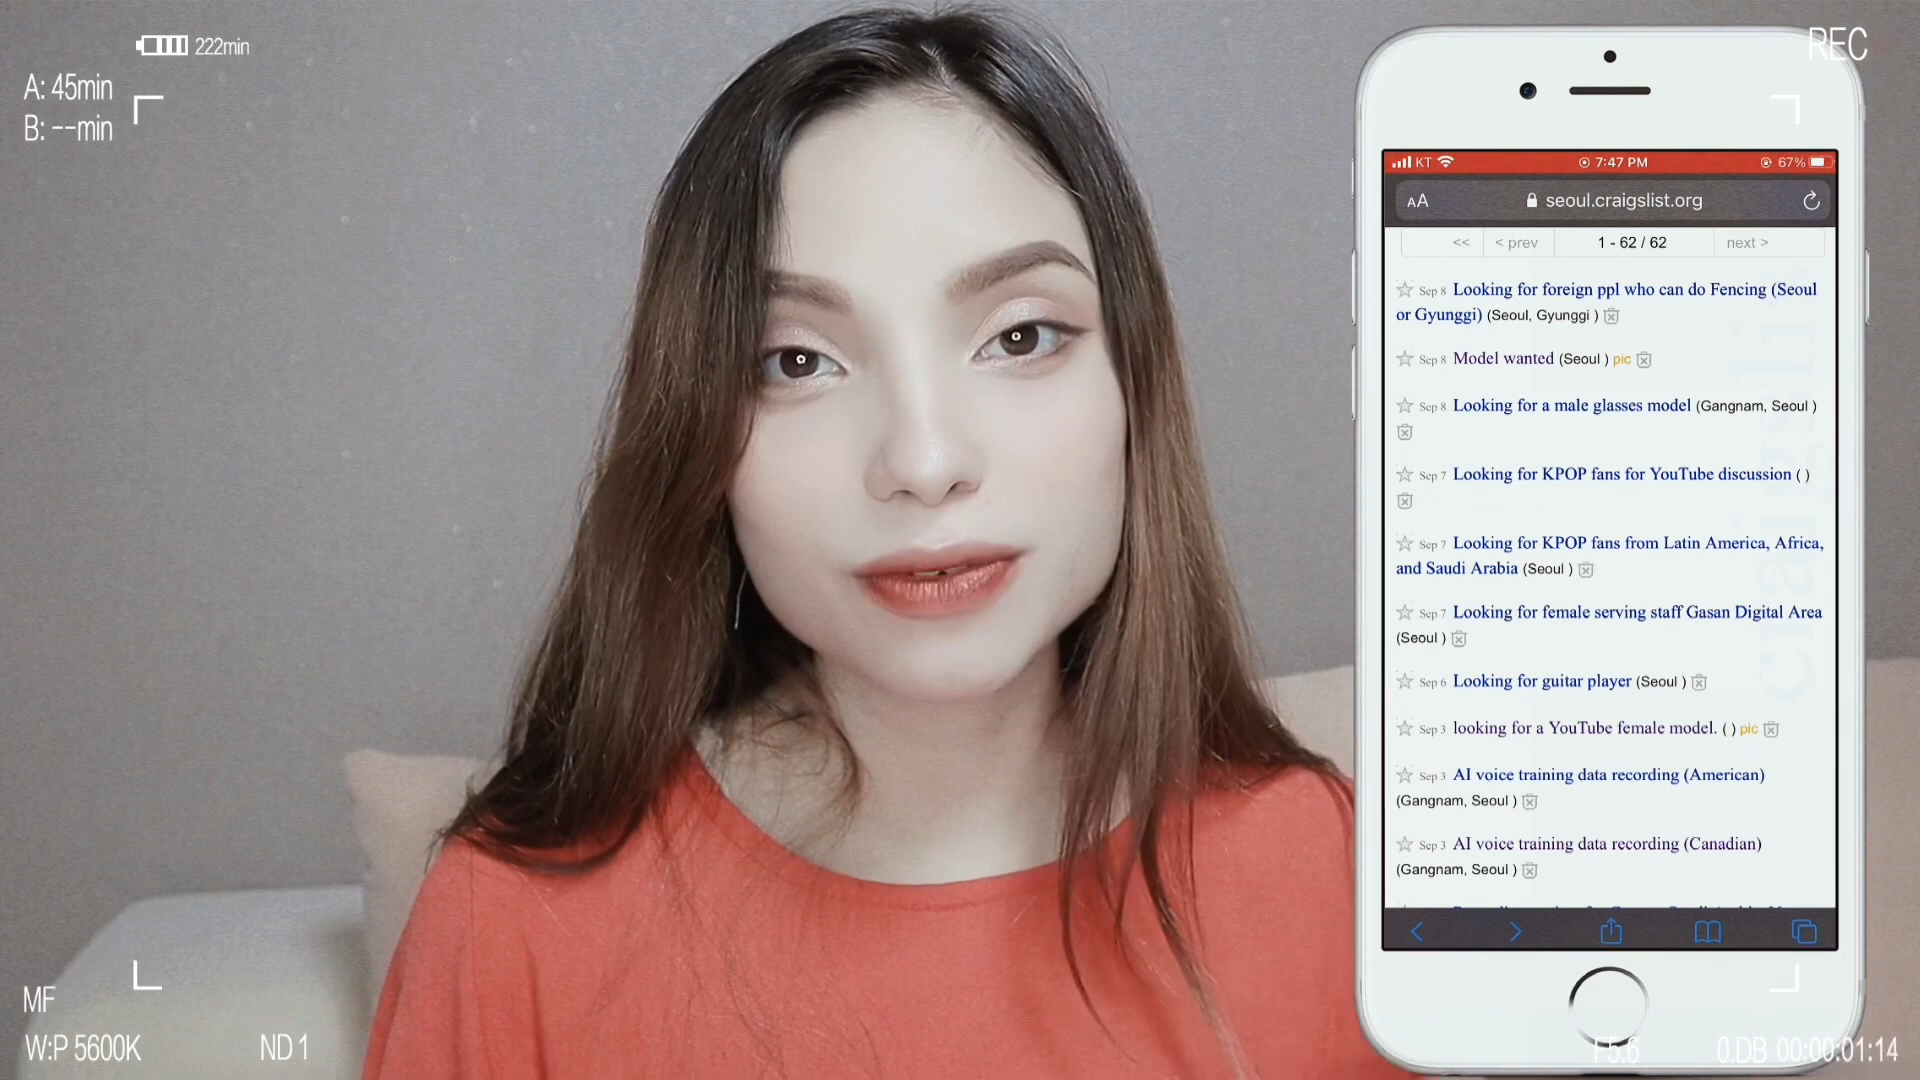 222min
A: 45min
B: --min
REC
KT
7:47 PM
67%
AA
seoul.craigslist.org
<<
< prev
1 - 62 / 62
next >
Sep 8 Looking for foreign ppl who can do Fencing (Seoul
or Gyunggi) (Seoul, Gyunggi )
Sep 8 Model wanted (Seoul ) pic
Sep 8 Looking for a male glasses model (Gangnam, Seoul )
Sep 7 Looking for KPOP fans for YouTube discussion ( )
Sep 7 Looking for KPOP fans from Latin America, Africa,
and Saudi Arabia (Seoul )
Sep 7 Looking for female serving staff Gasan Digital Area
(Seoul )
Sep 6 Looking for guitar player (Seoul )
Sep 3 looking for a YouTube female model. ( ) pic
Sep 3 AI voice training data recording (American)
(Gangnam, Seoul )
Sep 3 AI voice training data recording (Canadian)
(Gangnam, Seoul )
craigslis
MF
W:P 5600K
ND 1
F5.6
0.DB 00:00:01:14